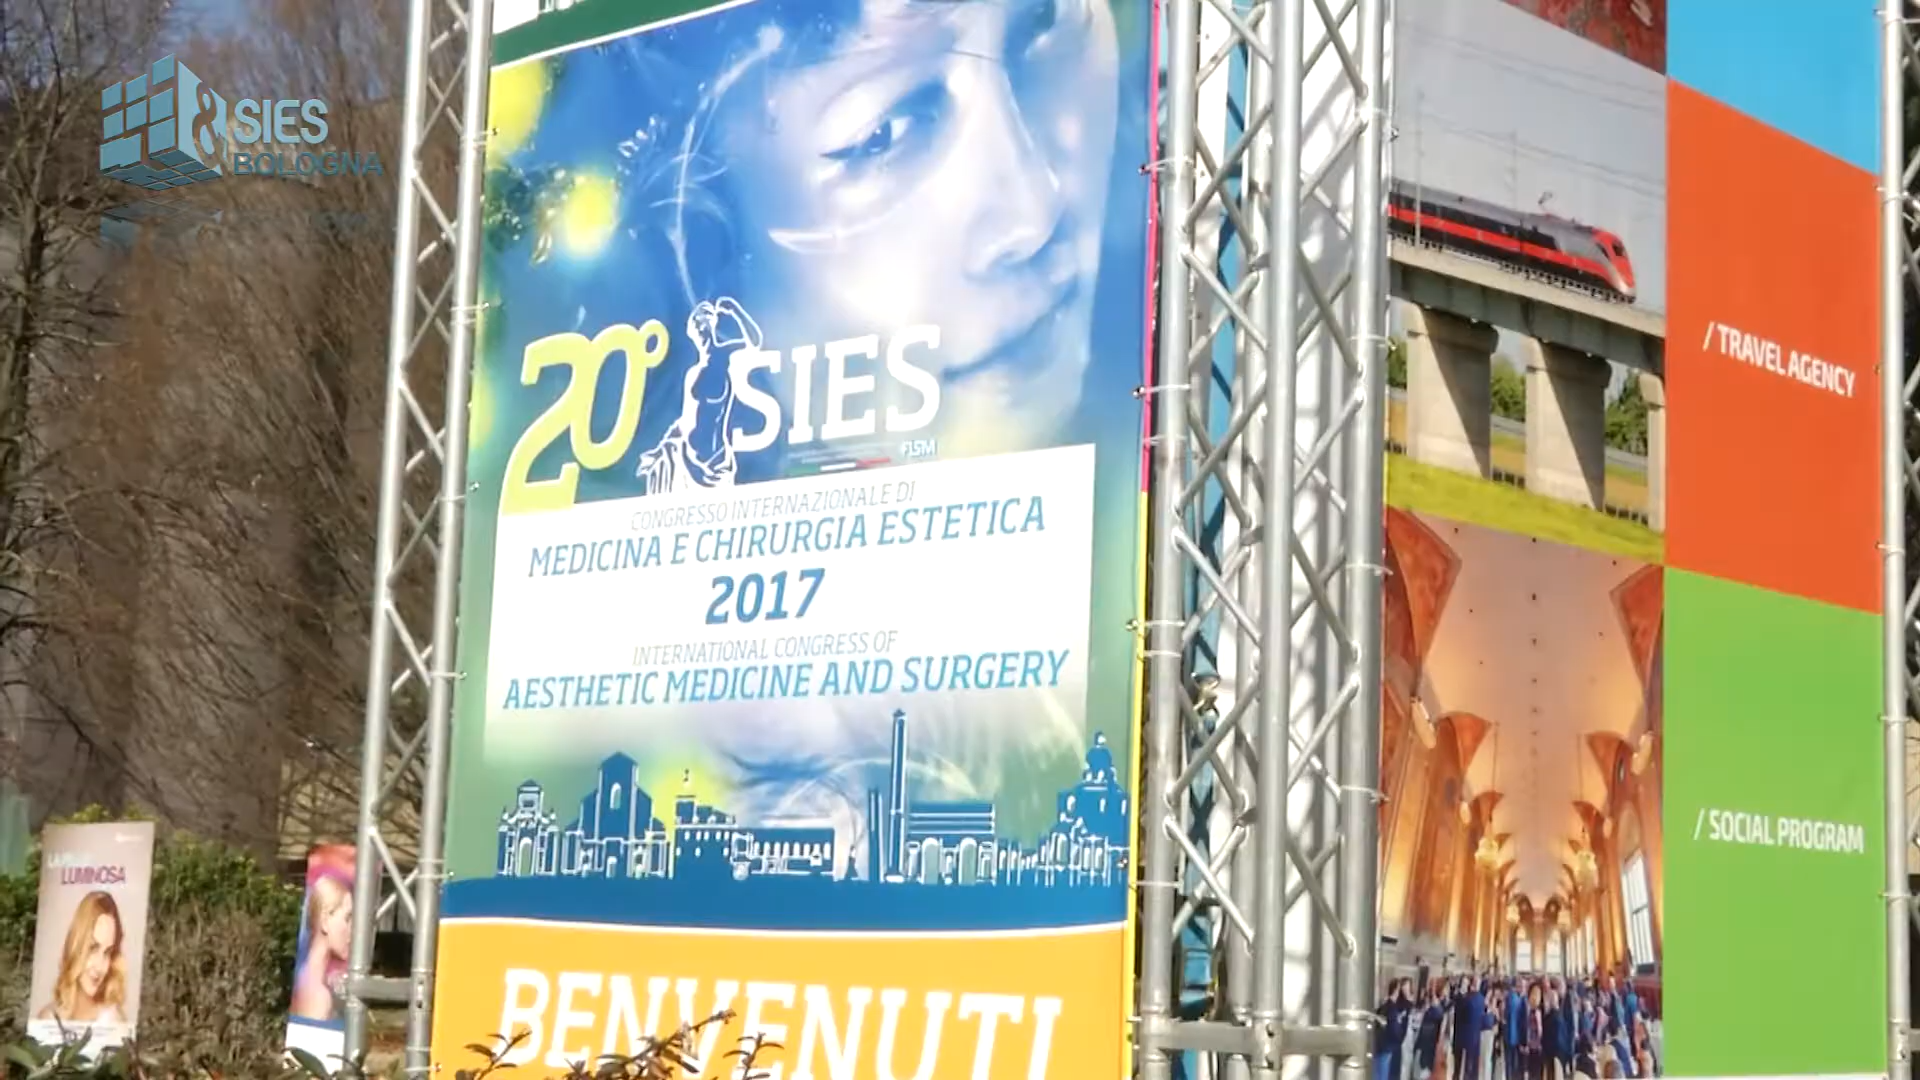 & SIES
BOLOGNA
20° SIES
FISM
CONGRESSO INTERNAZIONALE DI
MEDICINA E CHIRURGIA ESTETICA
2017
INTERNATIONAL CONGRESS OF
AESTHETIC MEDICINE AND SURGERY
BENVENUTI
/ TRAVEL AGENCY
/ SOCIAL PROGRAM
LUMINOSA